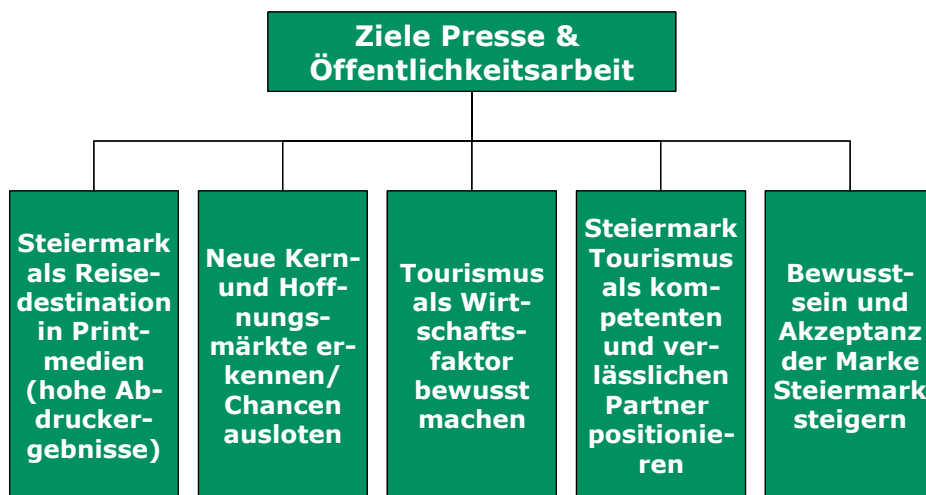 Ziele Presse &
Öffentlichkeitsarbeit
Steiermark
als Reise-
destination
in Print-
medien
(hohe Ab-
drucker-
gebnisse)
Neue Kern-
und Hoff-
nungs-
märkte er-
kennen/
Chancen
ausloten
Tourismus
als Wirt-
schafts-
faktor
bewusst
machen
Steiermark
Tourismus
als kom-
petenten
und ver-
lässlichen
Partner
positionie-
ren
Bewusst-
sein und
Akzeptanz
der Marke
Steiermark
steigern